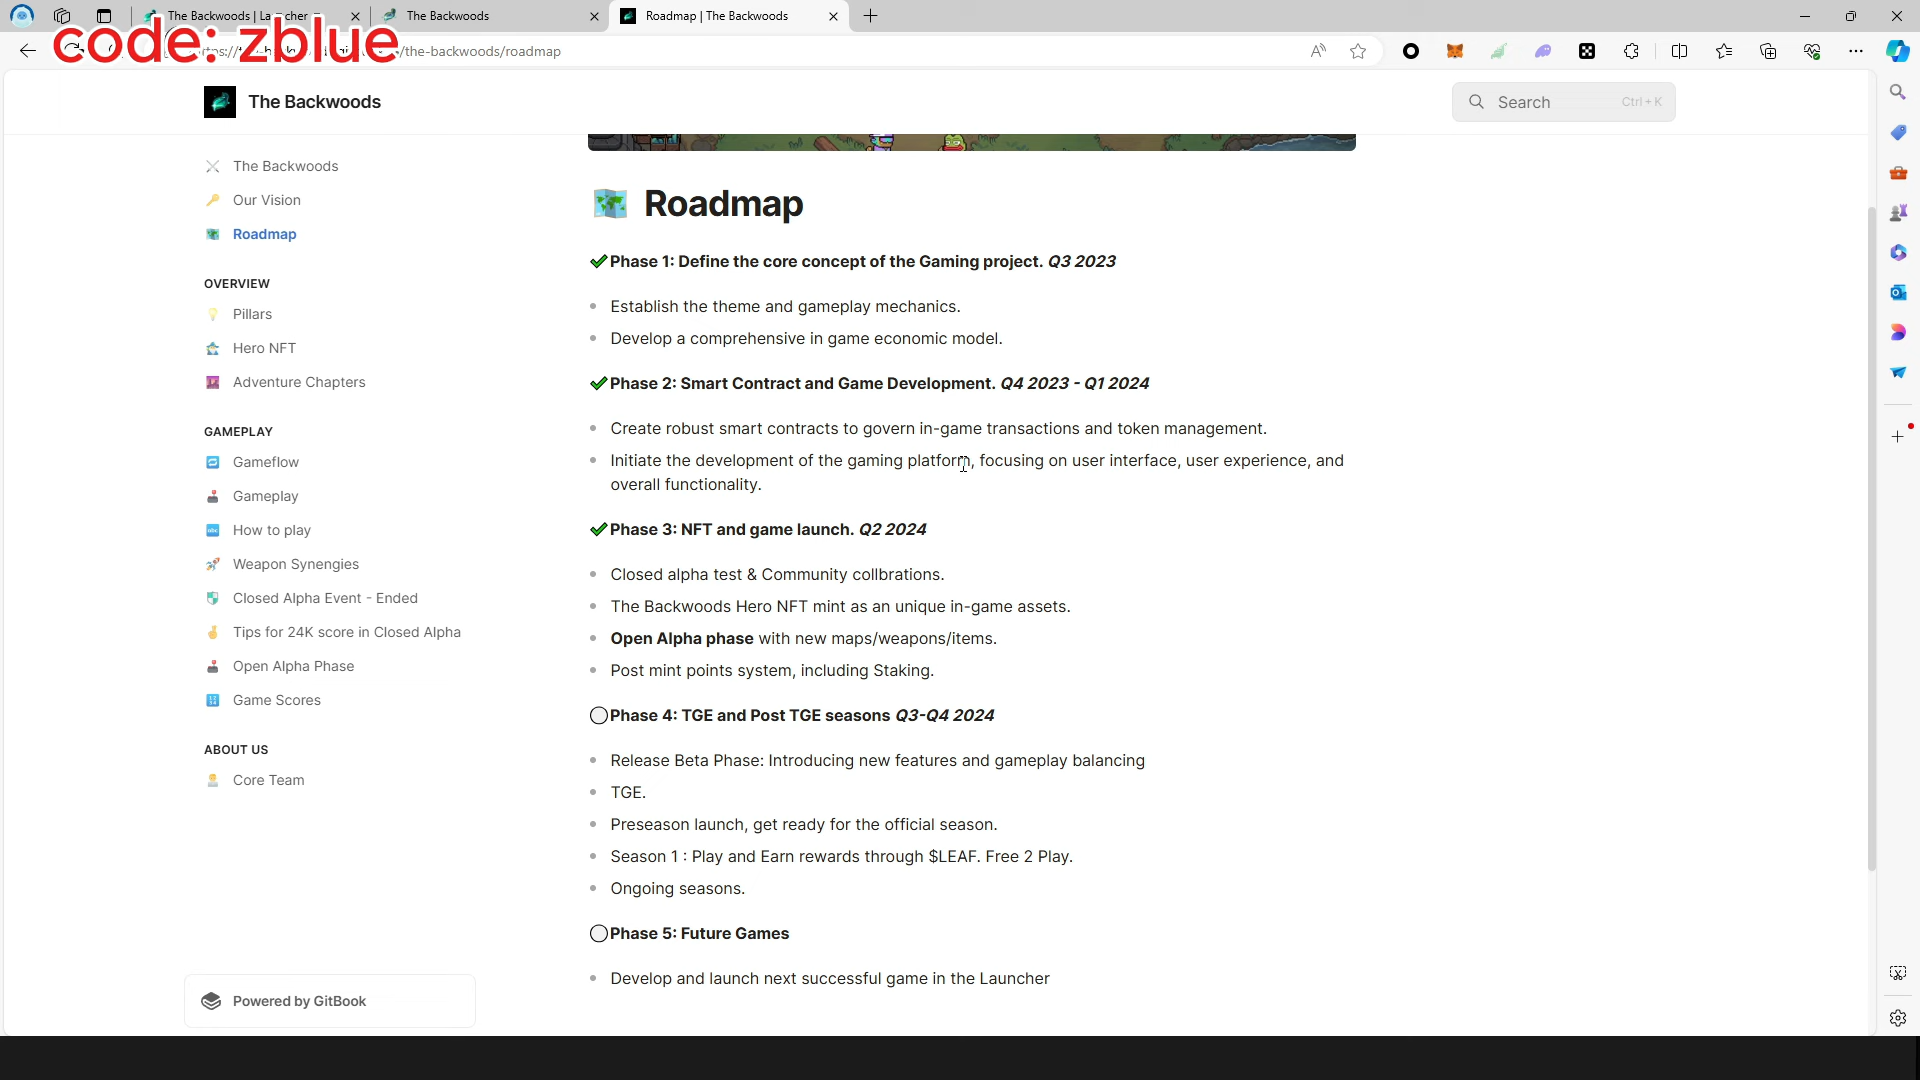 The Backwoods | Launcher
The Backwoods
Roadmap | The Backwoods
code: zblue
/the-backwoods/roadmap
The Backwoods
Search
Ctrl + K
The Backwoods
Our Vision
Roadmap
OVERVIEW
Pillars
Hero NFT
Adventure Chapters
GAMEPLAY
Gameflow
Gameplay
How to play
Weapon Synengies
Closed Alpha Event - Ended
Tips for 24K score in Closed Alpha
Open Alpha Phase
Game Scores
ABOUT US
Core Team
Powered by GitBook
Roadmap
Phase 1: Define the core concept of the Gaming project. Q3 2023
Establish the theme and gameplay mechanics.
Develop a comprehensive in game economic model.
Phase 2: Smart Contract and Game Development. Q4 2023 - Q1 2024
Create robust smart contracts to govern in-game transactions and token management.
Initiate the development of the gaming platform, focusing on user interface, user experience, and
overall functionality.
Phase 3: NFT and game launch. Q2 2024
Closed alpha test & Community collbrations.
The Backwoods Hero NFT mint as an unique in-game assets.
Open Alpha phase with new maps/weapons/items.
Post mint points system, including Staking.
Phase 4: TGE and Post TGE seasons Q3-Q4 2024
Release Beta Phase: Introducing new features and gameplay balancing
TGE.
Preseason launch, get ready for the official season.
Season 1 : Play and Earn rewards through $LEAF. Free 2 Play.
Ongoing seasons.
Phase 5: Future Games
Develop and launch next successful game in the Launcher